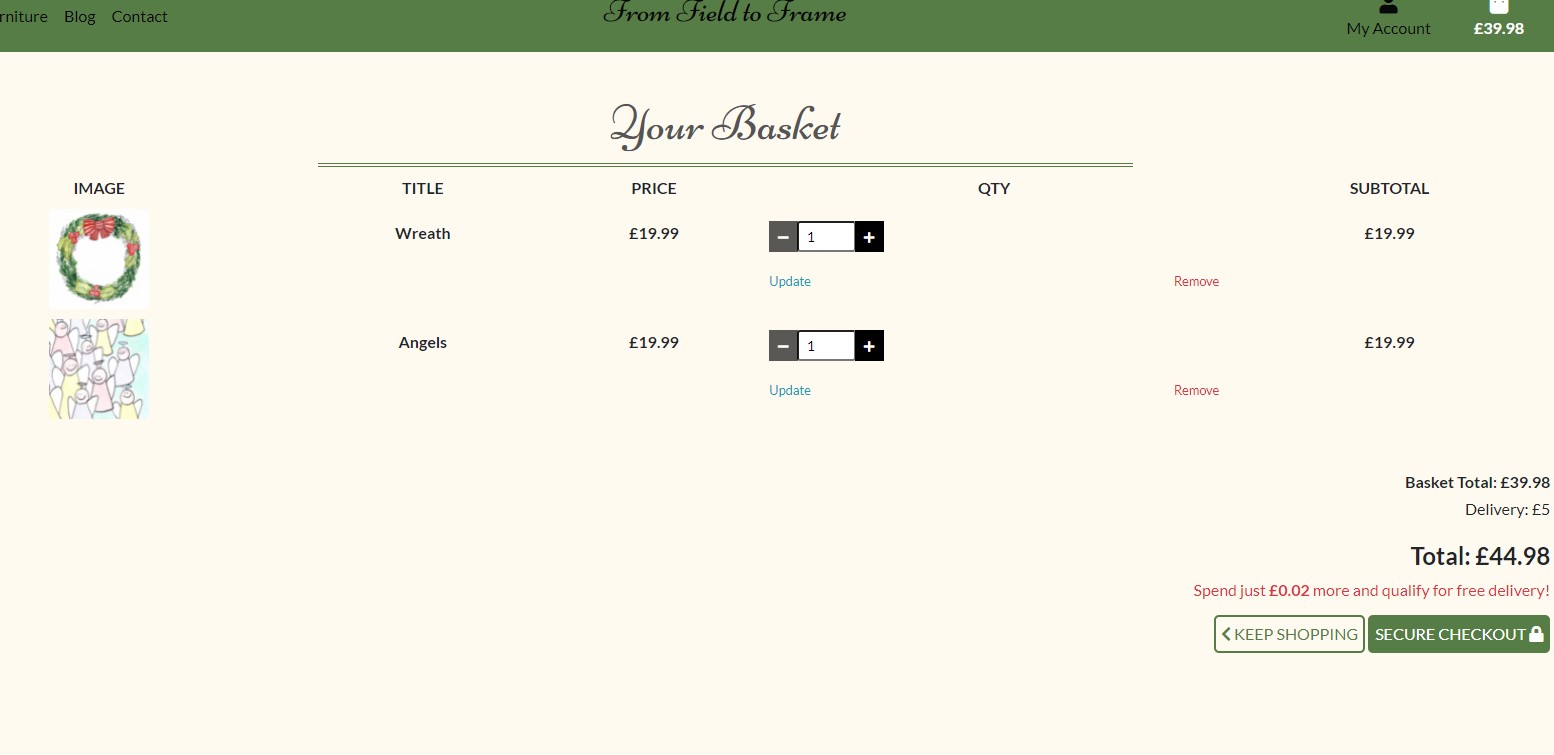 rniture Blog Contact
From Field to Frame
My Account
£39.98
Your Basket
IMAGE TITLE PRICE QTY SUBTOTAL
Wreath £19.99 1 £19.99
Update Remove
Angels £19.99 1 £19.99
Update Remove
Basket Total: £39.98
Delivery: £5
Total: £44.98
Spend just £0.02 more and qualify for free delivery!
KEEP SHOPPING SECURE CHECKOUT